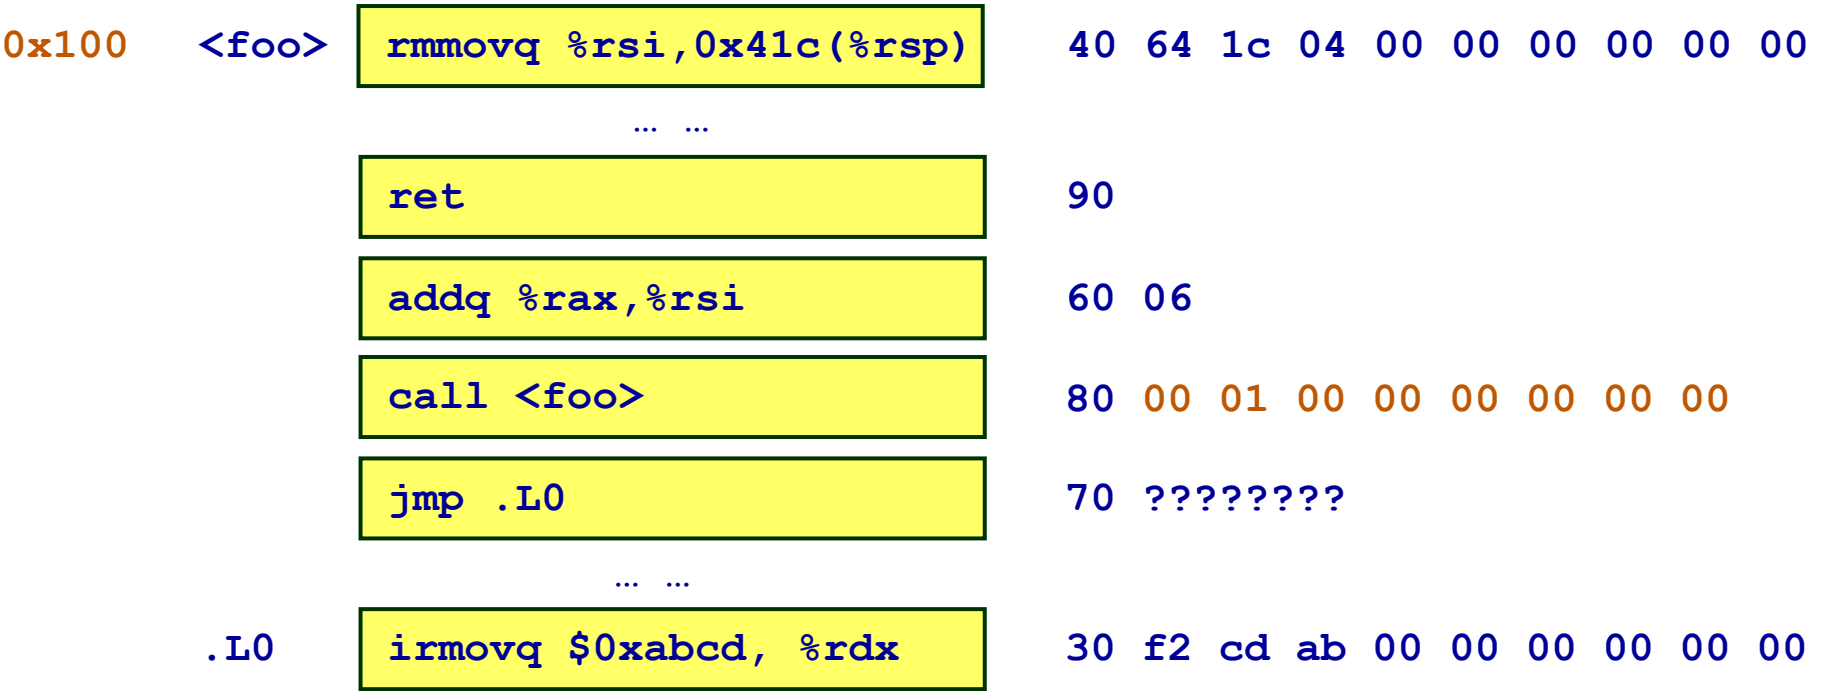 0x100 <foo> rmmovq %rsi,0x41c(%rsp) 40 64 1c 04 00 00 00 00 00 00
… …
ret 90
addq %rax,%rsi 60 06
call <foo> 80 00 01 00 00 00 00 00 00
jmp .L0 70 ????????
… …
.L0 irmovq $0xabcd, %rdx 30 f2 cd ab 00 00 00 00 00 00